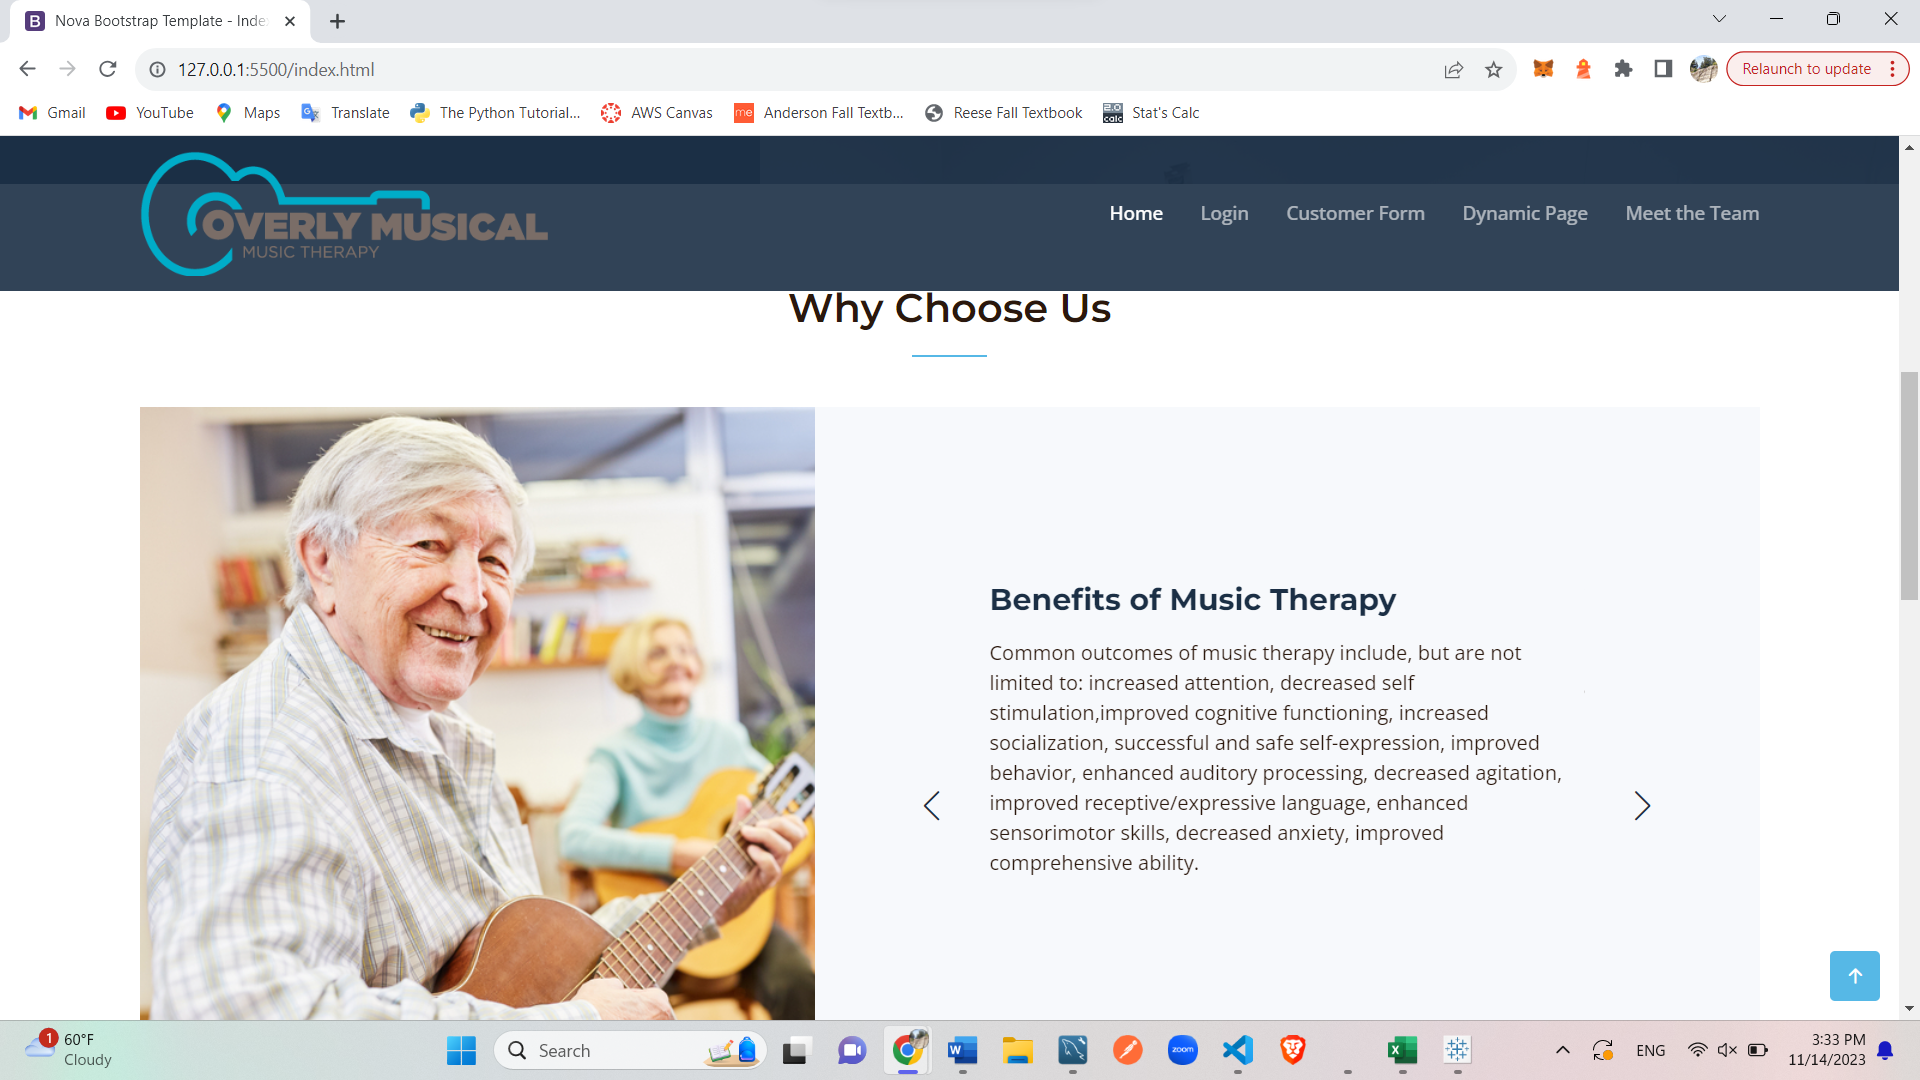 Nova Bootstrap Template - Inde
127.0.0.1:5500/index.html
Relaunch to update
Gmail
YouTube
Maps
Translate
The Python Tutorial...
AWS Canvas
me
Anderson Fall Textb...
Reese Fall Textbook
2.0
calc
Stat's Calc
OVERLY MUSICAL
MUSIC THERAPY
Home
Login
Customer Form
Dynamic Page
Meet the Team
Why Choose Us
Benefits of Music Therapy
Common outcomes of music therapy include, but are not
limited to: increased attention, decreased self
stimulation,improved cognitive functioning, increased
socialization, successful and safe self-expression, improved
behavior, enhanced auditory processing, decreased agitation,
improved receptive/expressive language, enhanced
sensorimotor skills, decreased anxiety, improved
comprehensive ability.
1
60°F
Cloudy
Search
zoom
ENG
3:33 PM
11/14/2023